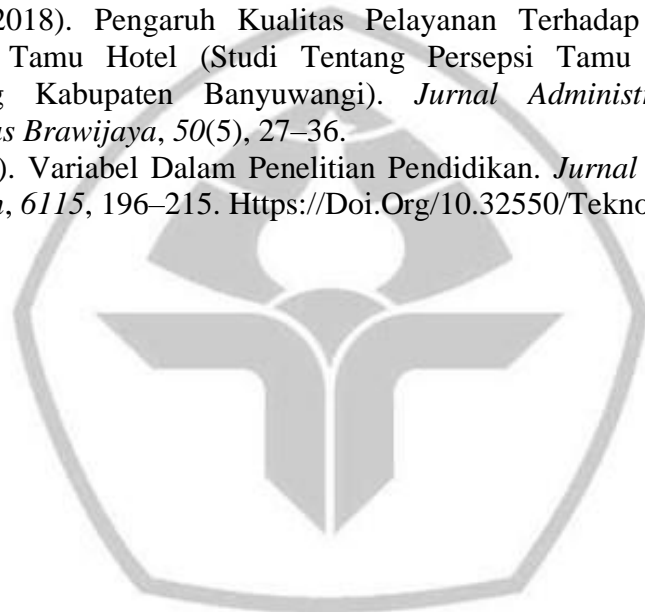 2018). Pengaruh Kualitas Pelayanan Terhadap
Tamu Hotel (Studi Tentang Persepsi Tamu
Kabupaten Banyuwangi). Jurnal
Brawijaya, 50(5), 27–36.
). Variabel Dalam Penelitian Pendidikan. Jurnal
, 6115, 196–215. Https://Doi.Org/10.32550/Tekno